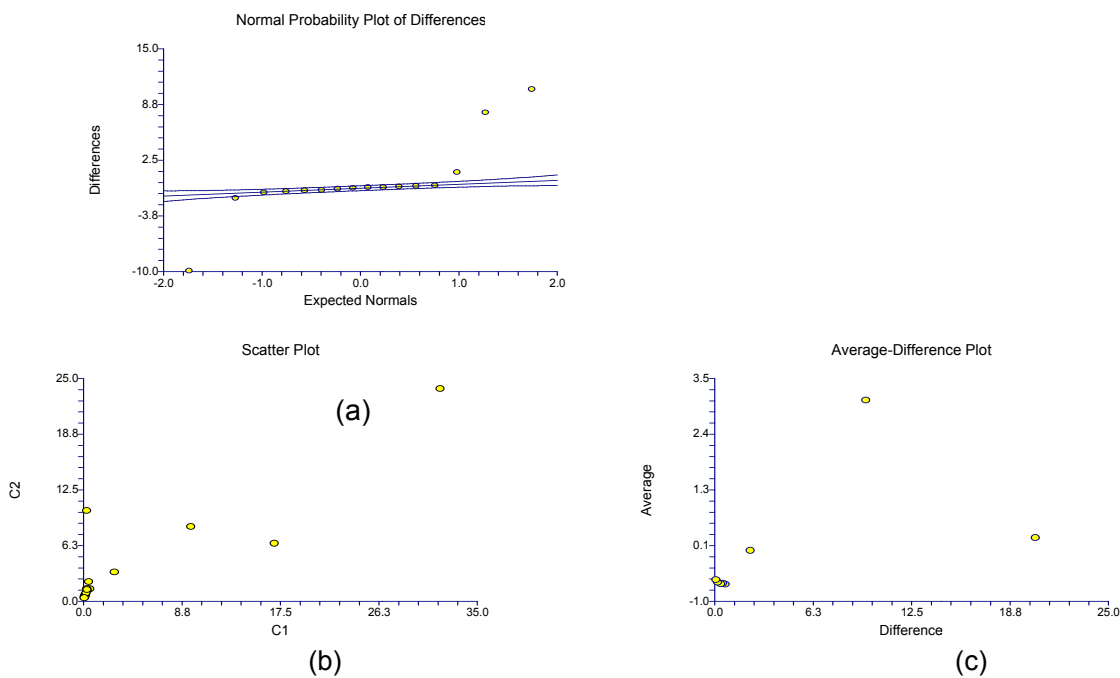 Normal Probability Plot of Differences
15.0
8.8
2.5
-3.8
-10.0
Differences
-2.0 -1.0 0.0 1.0 2.0
Expected Normals
Scatter Plot
25.0
18.8
12.5
6.3
0.0
C2
0.0 8.8 17.5 26.3 35.0
C1
(a)
(b)
Average-Difference Plot
3.5
2.4
1.3
0.1
-1.0
Average
0.0 6.3 12.5 18.8 25.0
Difference
(c)